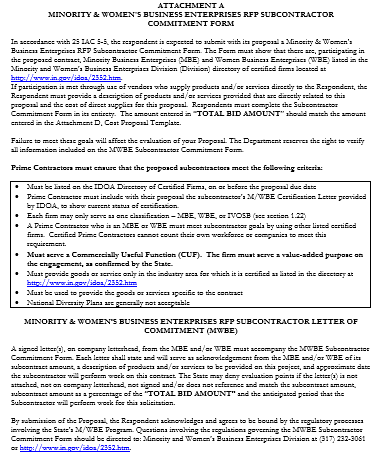 ATTACHMENT A
MINORITY & WOMEN'S BUSINESS ENTERPRISES RFP SUBCONTRACTOR
COMMITMENT FORM
In accordance with 25 IAC 5-5, the respondent is expected to submit with its proposal a Minority & Women's
Business Enterprises RFP Subcontractor Commitment Form. The Form must show that there are, participating in
the proposed contract, Minority Business Enterprises (MBE) and Women Business Enterprises (WBE) listed in the
Minority and Women's Business Enterprises Division (Division) directory of certified firms located at
http://www.in.gov/idoa/2352.htm.
If participation is met through use of vendors who supply products and/or services directly to the Respondent, the
Respondent must provide a description of products and/or services provided that are directly related to this
proposal and the cost of direct supplies for this proposal. Respondents must complete the Subcontractor
Commitment Form in its entirety. The amount entered in "TOTAL BID AMOUNT" should match the amount
entered in the Attachment D, Cost Proposal Template.
Failure to meet these goals will affect the evaluation of your Proposal. The Department reserves the right to verify
all information included on the MWBE Subcontractor Commitment Form.
Prime Contractors must ensure that the proposed subcontractors meet the following criteria:
• Must be listed on the IDOA Directory of Certified Firms, on or before the proposal due date
• Prime Contractor must include with their proposal the subcontractor's M/WBE Certification Letter provided
by IDOA, to show current status of certification.
• Each firm may only serve as one classification – MBE, WBE, or IVOSB (see section 1.22)
• A Prime Contractor who is an MBE or WBE must meet subcontractor goals by using other listed certified
firms. Certified Prime Contractors cannot count their own workforce or companies to meet this
requirement.
• Must serve a Commercially Useful Function (CUF). The firm must serve a value-added purpose on
the engagement, as confirmed by the State.
• Must provide goods or service only in the industry area for which it is certified as listed in the directory at
http://www.in.gov/idoa/2352.htm
• Must be used to provide the goods or services specific to the contract
• National Diversity Plans are generally not acceptable
MINORITY & WOMEN'S BUSINESS ENTERPRISES RFP SUBCONTRACTOR LETTER OF
COMMITMENT (MWBE)
A signed letter(s), on company letterhead, from the MBE and/or WBE must accompany the MWBE Subcontractor
Commitment Form. Each letter shall state and will serve as acknowledgement from the MBE and/or WBE of its
subcontract amount, a description of products and/or services to be provided on this project, and approximate date
the subcontractor will perform work on this contract. The State may deny evaluation points if the letter(s) is not
attached, not on company letterhead, not signed and/or does not reference and match the subcontract amount,
subcontract amount as a percentage of the "TOTAL BID AMOUNT" and the anticipated period that the
Subcontractor will perform work for this solicitation.
By submission of the Proposal, the Respondent acknowledges and agrees to be bound by the regulatory processes
involving the State's M/WBE Program. Questions involving the regulations governing the MWBE Subcontractor
Commitment Form should be directed to: Minority and Women's Business Enterprises Division at (317) 232-3061
or http://www.in.gov/idoa/2352.htm.